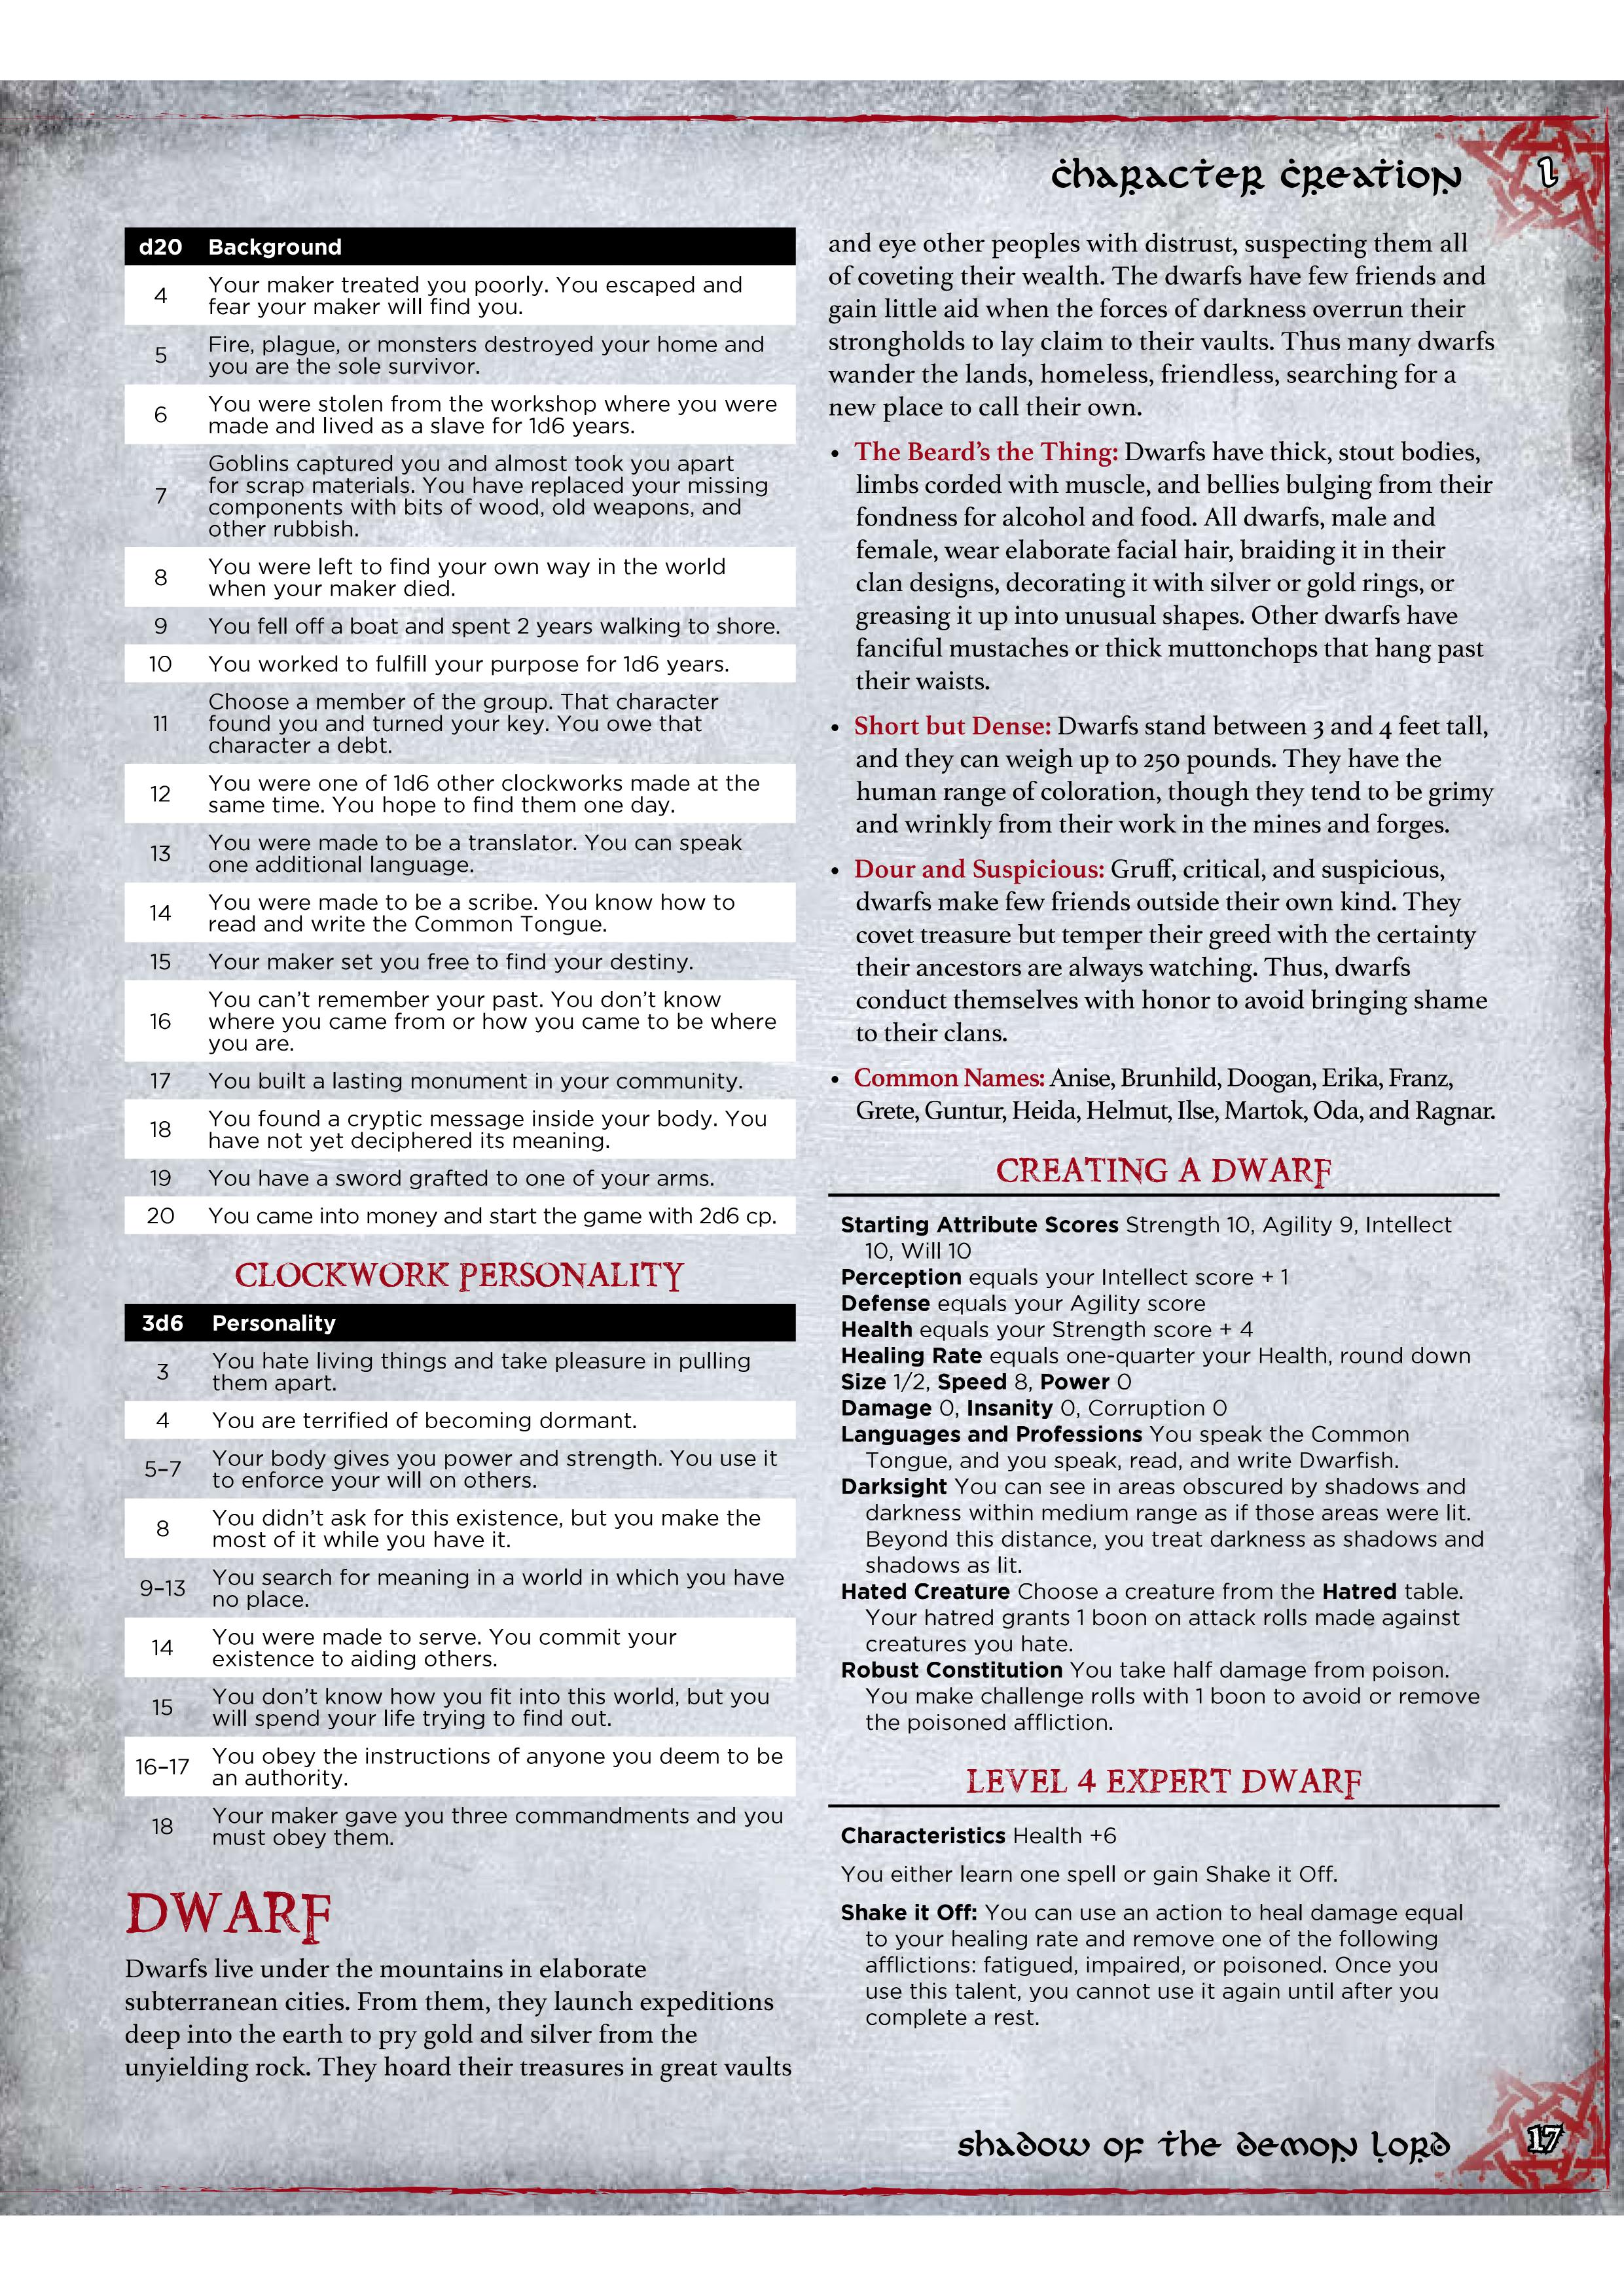 Character Creation
1
d20 Background
4 Your maker treated you poorly. You escaped and
fear your maker will find you.
5 Fire, plague, or monsters destroyed your home and
you are the sole survivor.
6 You were stolen from the workshop where you were
made and lived as a slave for 1d6 years.
7 Goblins captured you and almost took you apart
for scrap materials. You have replaced your missing
components with bits of wood, old weapons, and
other rubbish.
8 You were left to find your own way in the world
when your maker died.
9 You fell off a boat and spent 2 years walking to shore.
10 You worked to fulfill your purpose for 1d6 years.
11 Choose a member of the group. That character
found you and turned your key. You owe that
character a debt.
12 You were one of 1d6 other clockworks made at the
same time. You hope to find them one day.
13 You were made to be a translator. You can speak
one additional language.
14 You were made to be a scribe. You know how to
read and write the Common Tongue.
15 Your maker set you free to find your destiny.
16 You can’t remember your past. You don’t know
where you came from or how you came to be where
you are.
17 You built a lasting monument in your community.
18 You found a cryptic message inside your body. You
have not yet deciphered its meaning.
19 You have a sword grafted to one of your arms.
20 You came into money and start the game with 2d6 cp.
CLOCKWORK PERSONALITY
3d6 Personality
3 You hate living things and take pleasure in pulling
them apart.
4 You are terrified of becoming dormant.
5–7 Your body gives you power and strength. You use it
to enforce your will on others.
8 You didn’t ask for this existence, but you make the
most of it while you have it.
9–13 You search for meaning in a world in which you have
no place.
14 You were made to serve. You commit your
existence to aiding others.
15 You don’t know how you fit into this world, but you
will spend your life trying to find out.
16–17 You obey the instructions of anyone you deem to be
an authority.
18 Your maker gave you three commandments and you
must obey them.
DWARF
Dwarfs live under the mountains in elaborate
subterranean cities. From them, they launch expeditions
deep into the earth to pry gold and silver from the
unyielding rock. They hoard their treasures in great vaults
and eye other peoples with distrust, suspecting them all
of coveting their wealth. The dwarfs have few friends and
gain little aid when the forces of darkness overrun their
strongholds to lay claim to their vaults. Thus many dwarfs
wander the lands, homeless, friendless, searching for a
new place to call their own.
• The Beard’s the Thing: Dwarfs have thick, stout bodies,
limbs corded with muscle, and bellies bulging from their
fondness for alcohol and food. All dwarfs, male and
female, wear elaborate facial hair, braiding it in their
clan designs, decorating it with silver or gold rings, or
greasing it up into unusual shapes. Other dwarfs have
fanciful mustaches or thick muttonchops that hang past
their waists.
• Short but Dense: Dwarfs stand between 3 and 4 feet tall,
and they can weigh up to 250 pounds. They have the
human range of coloration, though they tend to be grimy
and wrinkly from their work in the mines and forges.
• Dour and Suspicious: Gruff, critical, and suspicious,
dwarfs make few friends outside their own kind. They
covet treasure but temper their greed with the certainty
their ancestors are always watching. Thus, dwarfs
conduct themselves with honor to avoid bringing shame
to their clans.
• Common Names: Anise, Brunhild, Doogan, Erika, Franz,
Grete, Guntur, Heida, Helmut, Ilse, Martok, Oda, and Ragnar.
CREATING A DWARF
Starting Attribute Scores Strength 10, Agility 9, Intellect
10, Will 10
Perception equals your Intellect score + 1
Defense equals your Agility score
Health equals your Strength score + 4
Healing Rate equals one-quarter your Health, round down
Size 1/2, Speed 8, Power 0
Damage 0, Insanity 0, Corruption 0
Languages and Professions You speak the Common
Tongue, and you speak, read, and write Dwarfish.
Darksight You can see in areas obscured by shadows and
darkness within medium range as if those areas were lit.
Beyond this distance, you treat darkness as shadows and
shadows as lit.
Hated Creature Choose a creature from the Hatred table.
Your hatred grants 1 boon on attack rolls made against
creatures you hate.
Robust Constitution You take half damage from poison.
You make challenge rolls with 1 boon to avoid or remove
the poisoned affliction.
LEVEL 4 EXPERT DWARF
Characteristics Health +6
You either learn one spell or gain Shake it Off.
Shake it Off: You can use an action to heal damage equal
to your healing rate and remove one of the following
afflictions: fatigued, impaired, or poisoned. Once you
use this talent, you cannot use it again until after you
complete a rest.
Shadow of the Demon Lord
17